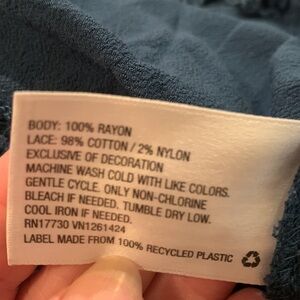 BODY: 100% RAYON
LACE: 98% COTTON / 2% NYLON
EXCLUSIVE OF DECORATION
MACHINE WASH COLD WITH LIKE COLORS.
GENTLE CYCLE. ONLY NON-CHLORINE
BLEACH IF NEEDED. TUMBLE DRY LOW.
COOL IRON IF NEEDED.
RN17730 VN1261424
LABEL MADE FROM 100% RECYCLED PLASTIC